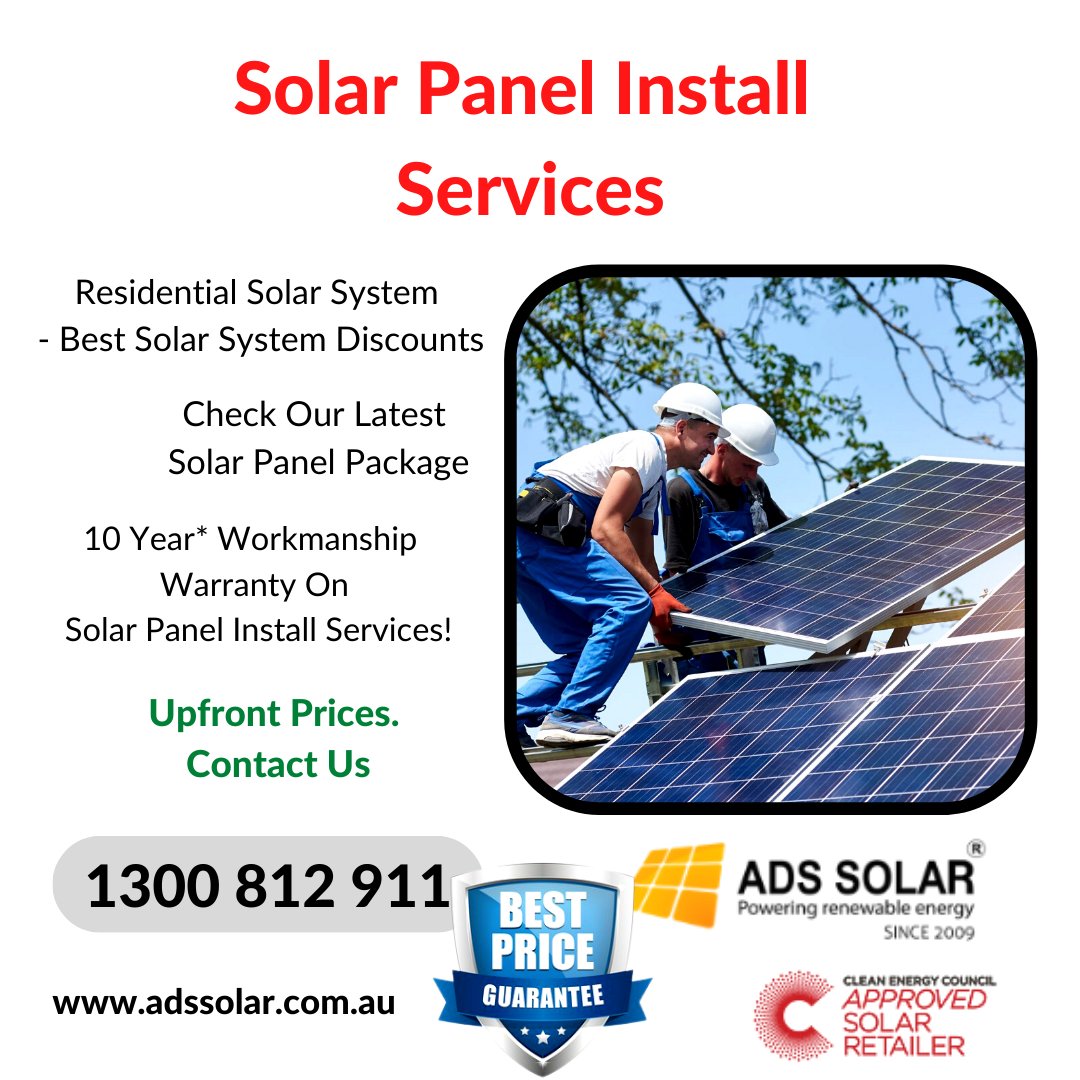 Solar Panel Install
Services
Residential Solar System
- Best Solar System Discounts
Check Our Latest
Solar Panel Package
10 Year* Workmanship
Warranty On
Solar Panel Install Services!
Upfront Prices.
Contact Us
1300 812 911
BEST
PRICE
GUARANTEE
ADS SOLAR®
Powering renewable energy
SINCE 2009
www.adssolar.com.au
CLEAN ENERGY COUNCIL
APPROVED
SOLAR
RETAILER